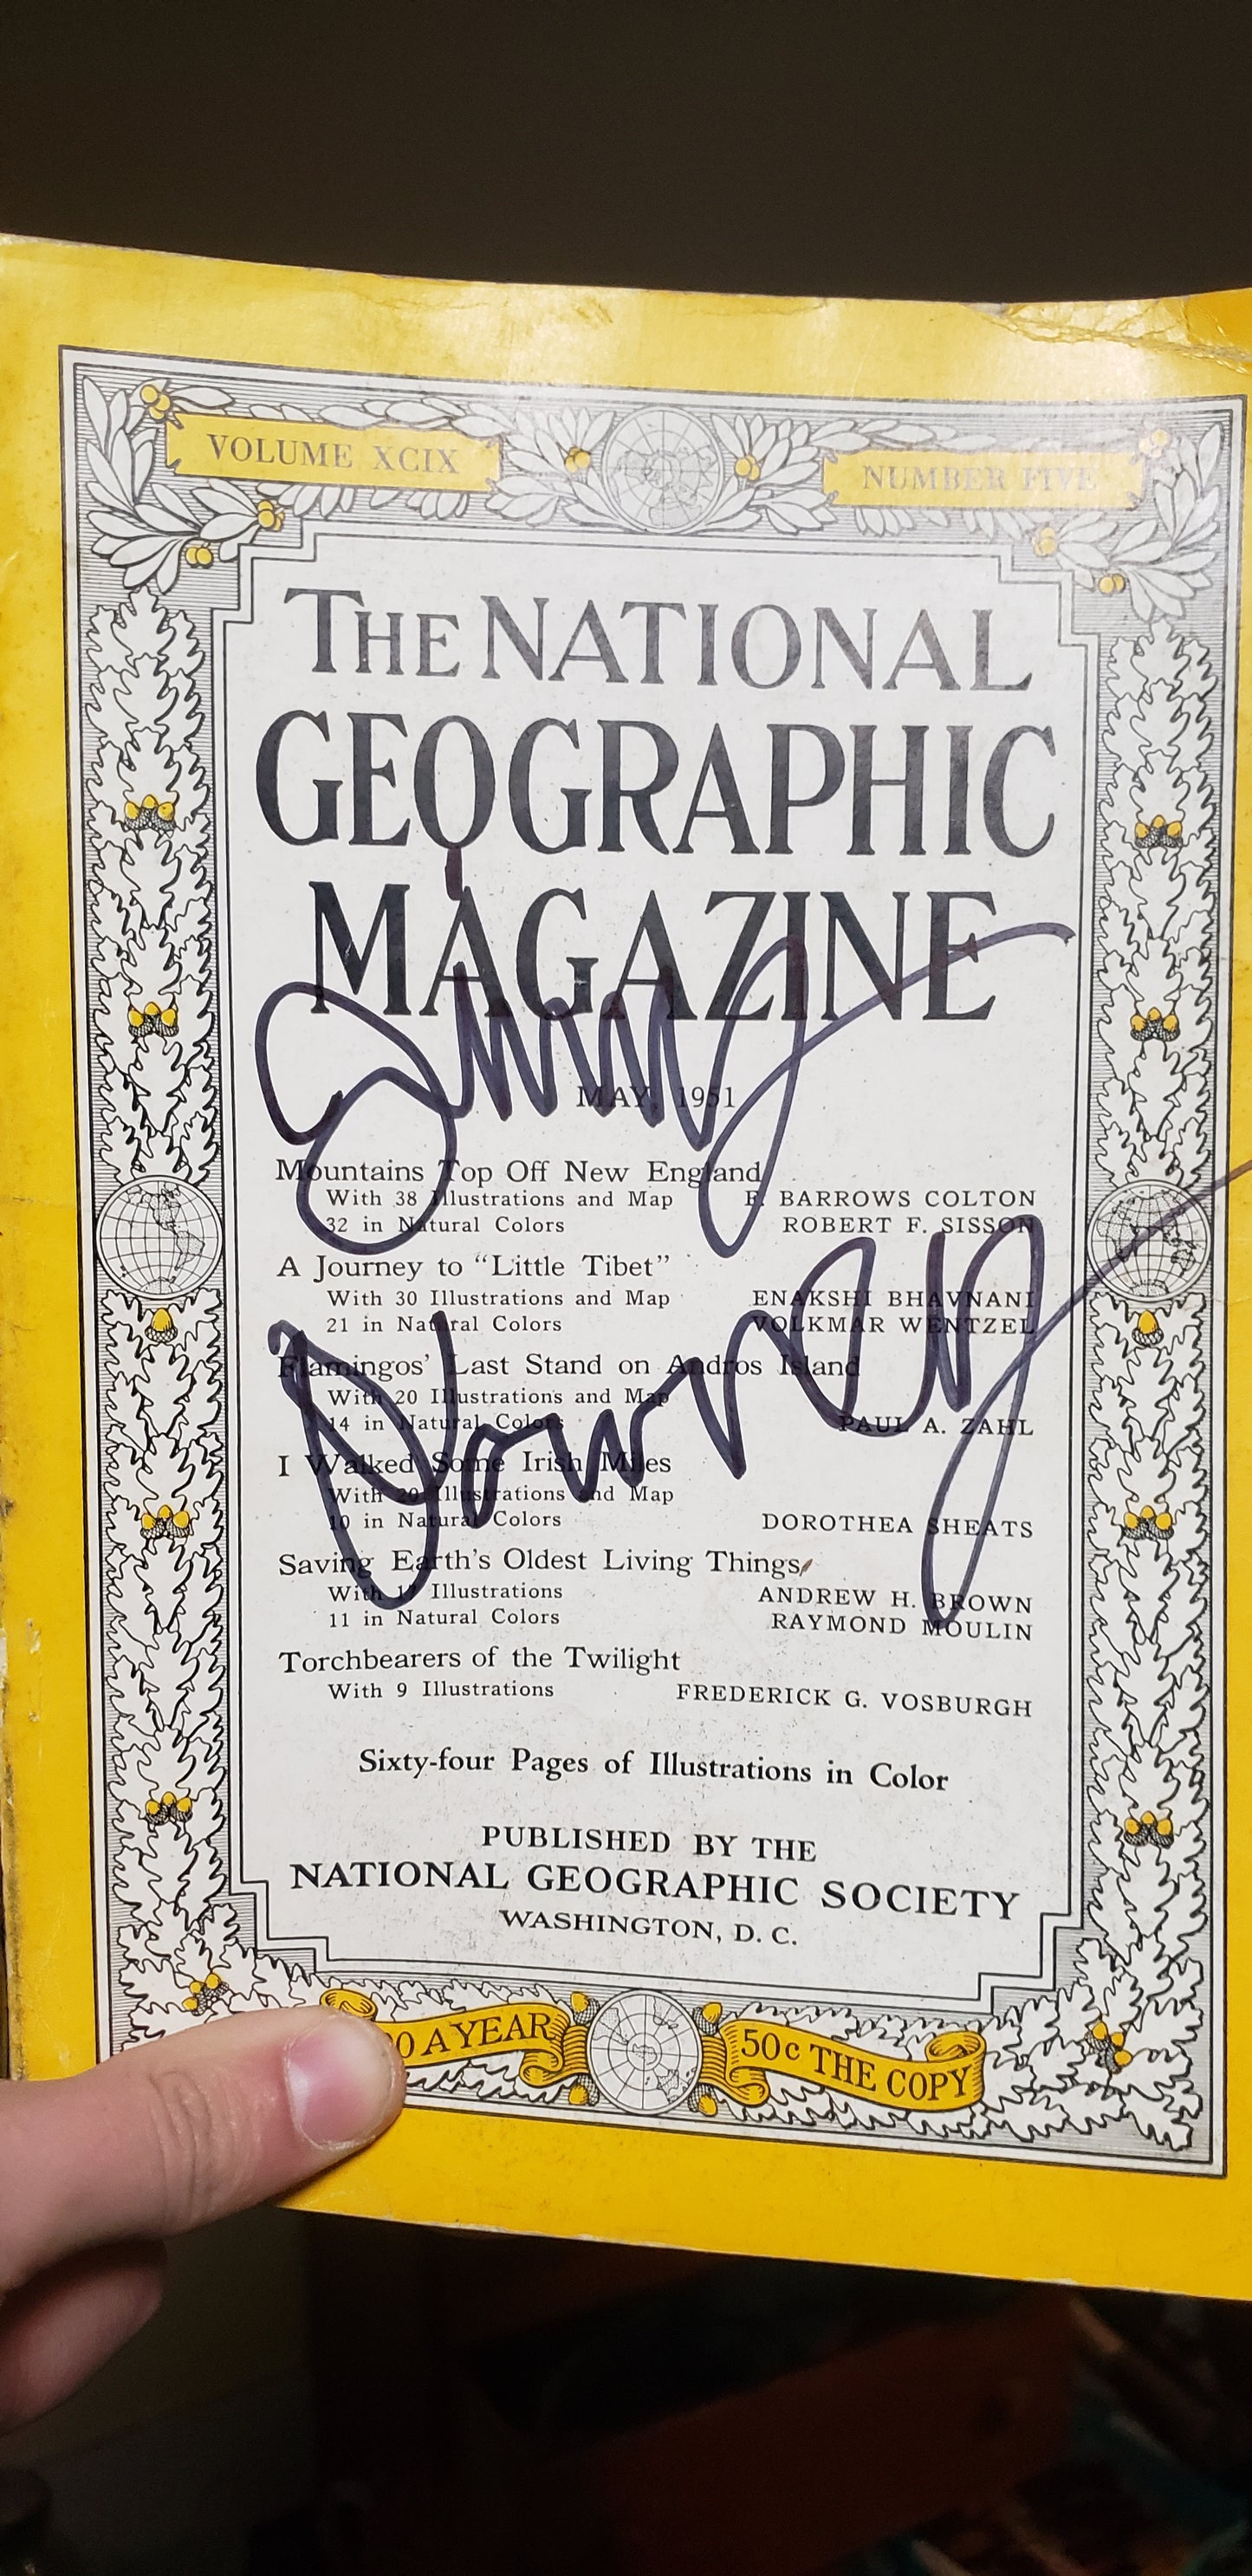 VOLUME XCIX NUMBER FIVE
THE NATIONAL
GEOGRAPHIC
MAGAZINE
Jimmy
MAY, 1951
Mountains Top Off New England
With 38 Illustrations and Map F. BARROWS COLTON
32 in Natural Colors ROBERT F. SISSON
A Journey to “Little Tibet”
With 30 Illustrations and Map ENAKSHI BHAVNANI
21 in Natural Colors VOLKMAR WENTZEL
Flamingos’ Last Stand on Andros Island
With 20 Illustrations and Map
14 in Natural Colors PAUL A. ZAHL
I Walked Some Irish Miles
With 20 Illustrations and Map
10 in Natural Colors DOROTHEA SHEATS
Saving Earth’s Oldest Living Things
With 17 Illustrations ANDREW H. BROWN
11 in Natural Colors RAYMOND MOULIN
Torchbearers of the Twilight
With 9 Illustrations FREDERICK G. VOSBURGH
Sixty-four Pages of Illustrations in Color
PUBLISHED BY THE
NATIONAL GEOGRAPHIC SOCIETY
WASHINGTON, D. C.
A YEAR 50c THE COPY